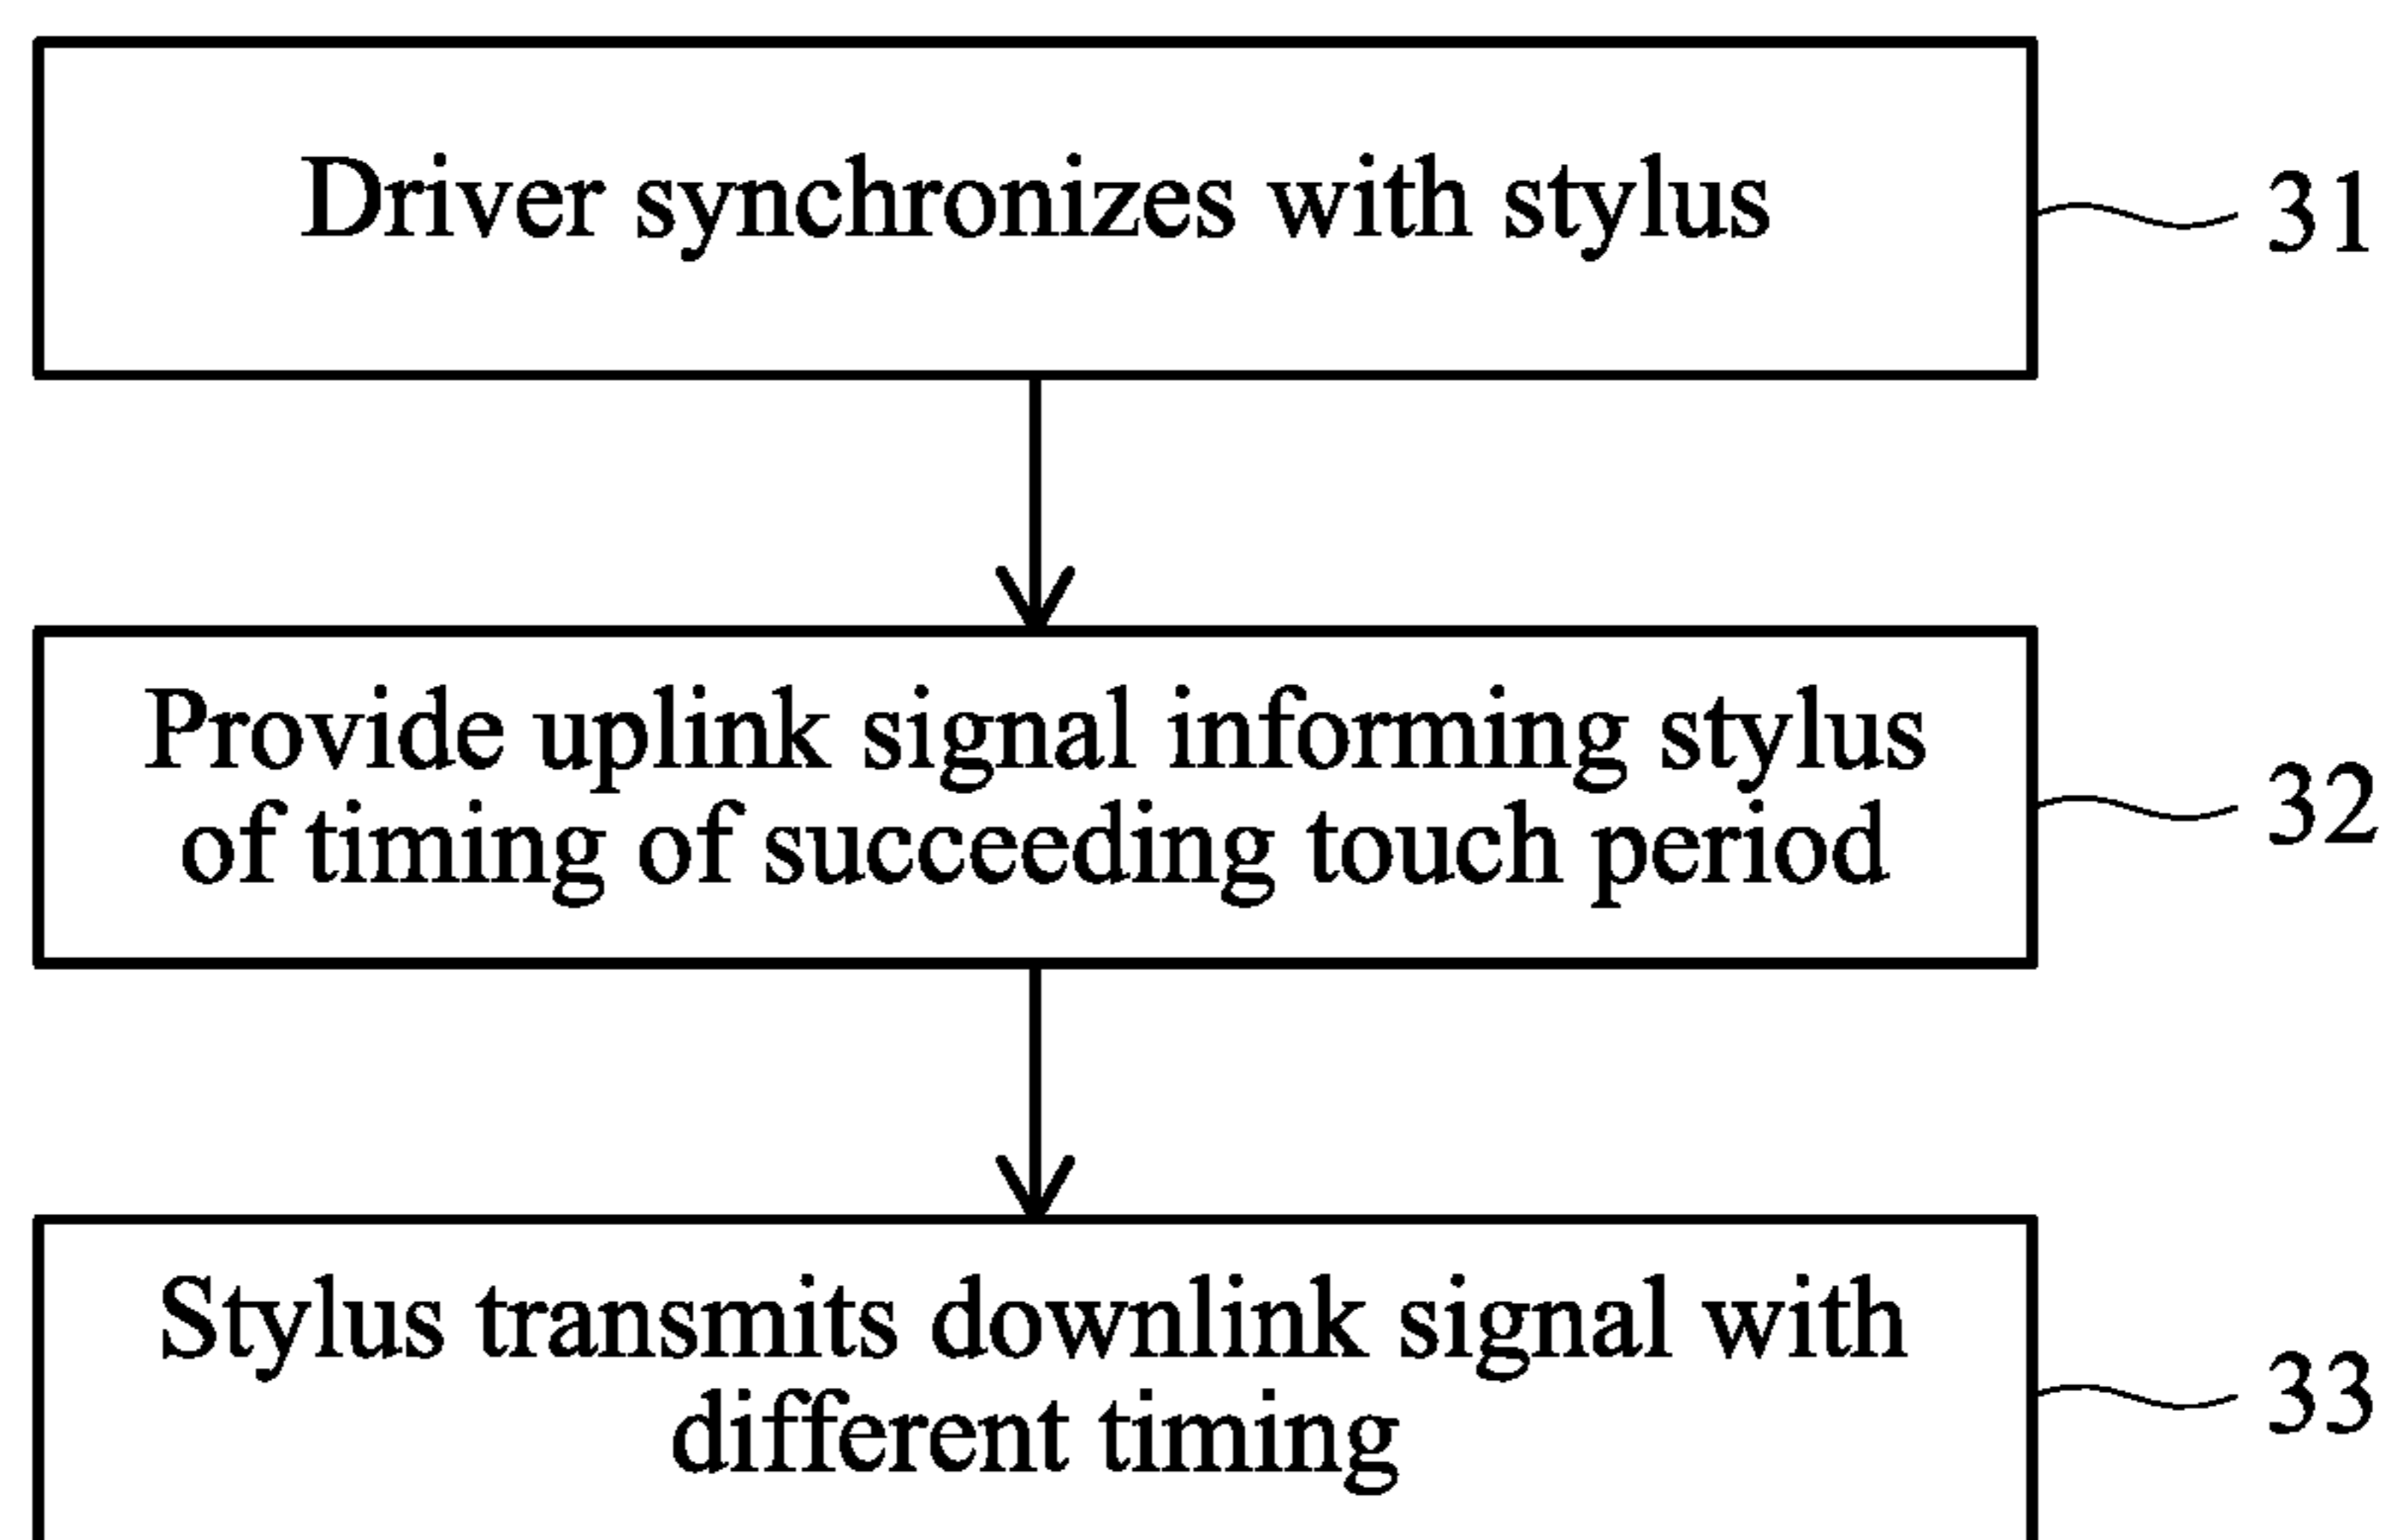 Driver synchronizes with stylus
31
Provide uplink signal informing stylus
of timing of succeeding touch period
32
Stylus transmits downlink signal with
different timing
33